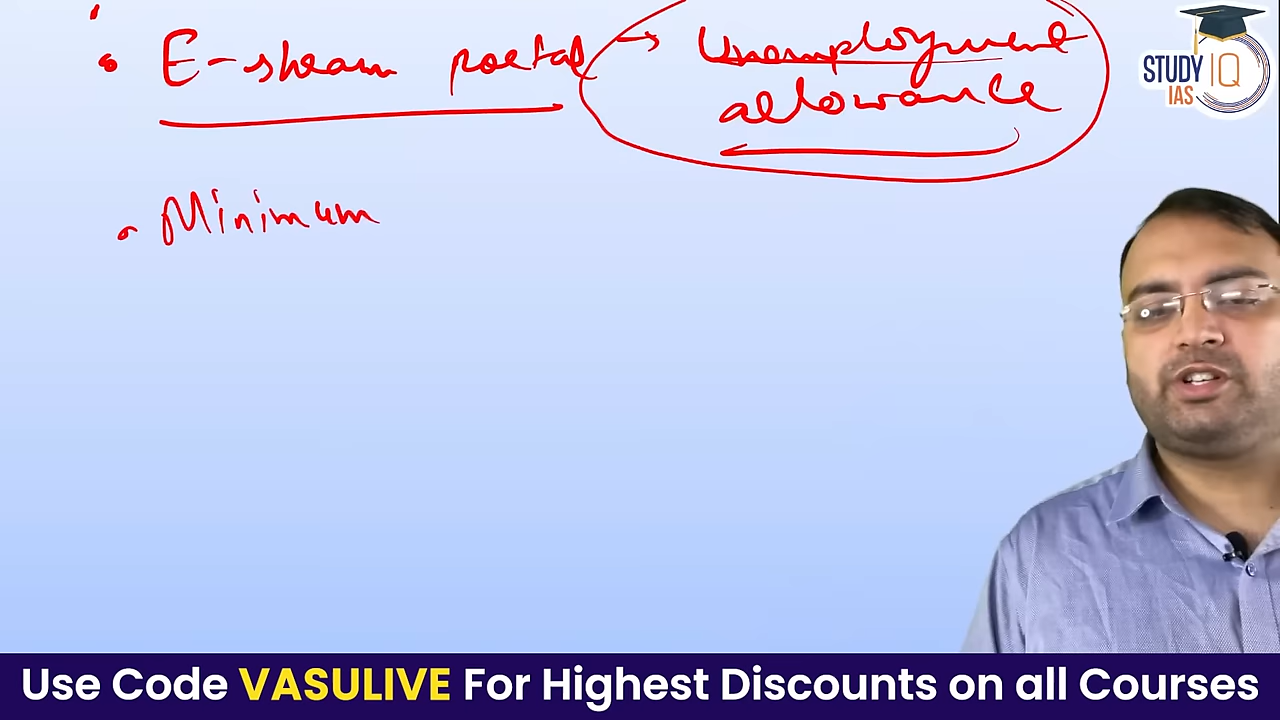 E-shram portal → Unemployment
allowance
Minimum
STUDY IQ
IAS
Use Code VASULIVE For Highest Discounts on all Courses